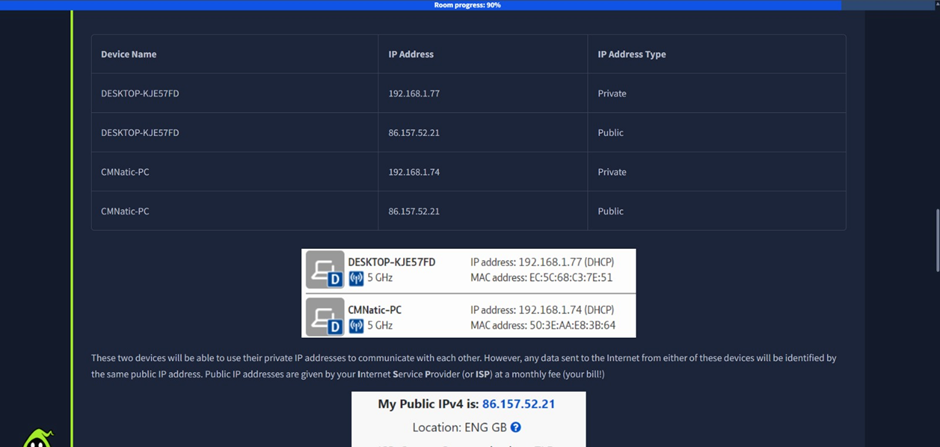 Room progress: 90%
Device Name IP Address IP Address Type
DESKTOP-KJE57FD 192.168.1.77 Private
DESKTOP-KJE57FD 86.157.52.21 Public
CMNatic-PC 192.168.1.74 Private
CMNatic-PC 86.157.52.21 Public
DESKTOP-KJE57FD IP address: 192.168.1.77 (DHCP)
D 5 GHz MAC address: EC:5C:68:C3:7E:51
CMNatic-PC IP address: 192.168.1.74 (DHCP)
D 5 GHz MAC address: 50:3E:AA:E8:3B:64
These two devices will be able to use their private IP addresses to communicate with each other. However, any data sent to the Internet from either of these devices will be identified by
the same public IP address. Public IP addresses are given by your Internet Service Provider (or ISP) at a monthly fee (your bill!)
My Public IPv4 is: 86.157.52.21
Location: ENG GB ?